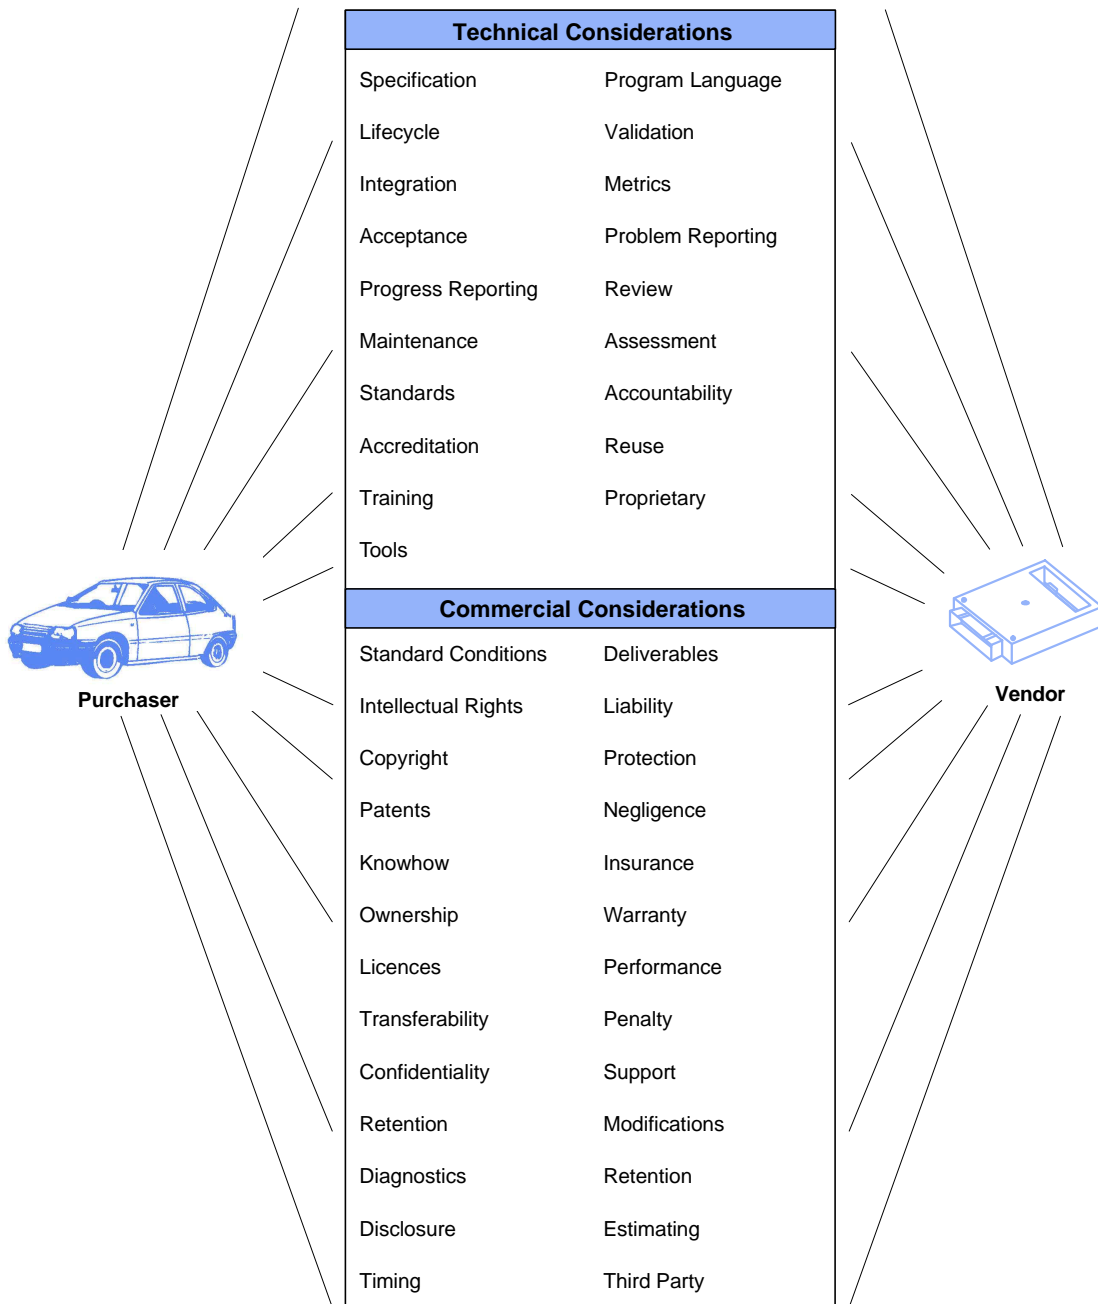 Technical Considerations
Specification Program Language
Lifecycle Validation
Integration Metrics
Acceptance Problem Reporting
Progress Reporting Review
Maintenance Assessment
Standards Accountability
Accreditation Reuse
Training Proprietary
Tools
Commercial Considerations
Standard Conditions Deliverables
Purchaser
Vendor
Intellectual Rights Liability
Copyright Protection
Patents Negligence
Knowhow Insurance
Ownership Warranty
Licences Performance
Transferability Penalty
Confidentiality Support
Retention Modifications
Diagnostics Retention
Disclosure Estimating
Timing Third Party